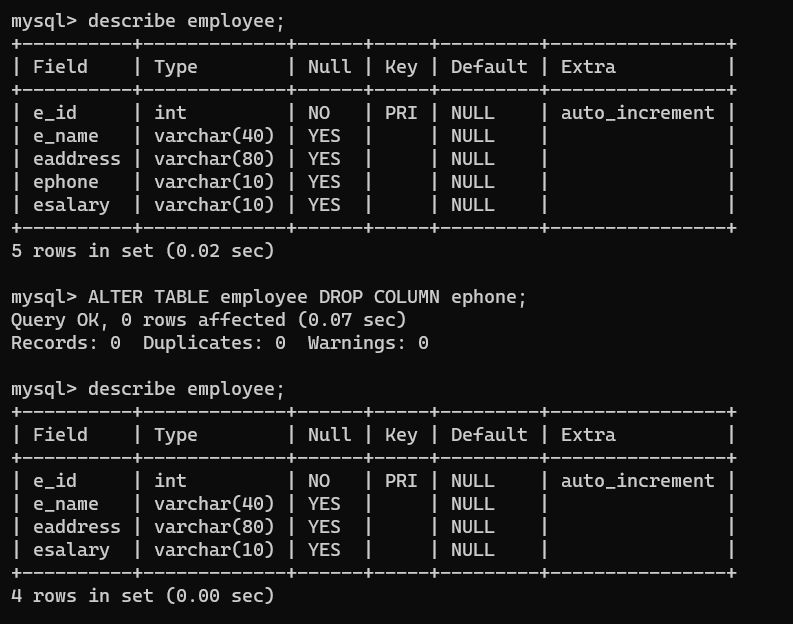 mysql> describe employee;
+----------+-------------+------+-----+---------+----------------+
| Field    | Type        | Null | Key | Default | Extra          |
+----------+-------------+------+-----+---------+----------------+
| e_id     | int         | NO   | PRI | NULL    | auto_increment |
| e_name   | varchar(40) | YES  |     | NULL    |                |
| eaddress | varchar(80) | YES  |     | NULL    |                |
| ephone   | varchar(10) | YES  |     | NULL    |                |
| esalary  | varchar(10) | YES  |     | NULL    |                |
+----------+-------------+------+-----+---------+----------------+
5 rows in set (0.02 sec)

mysql> ALTER TABLE employee DROP COLUMN ephone;
Query OK, 0 rows affected (0.07 sec)
Records: 0  Duplicates: 0  Warnings: 0

mysql> describe employee;
+----------+-------------+------+-----+---------+----------------+
| Field    | Type        | Null | Key | Default | Extra          |
+----------+-------------+------+-----+---------+----------------+
| e_id     | int         | NO   | PRI | NULL    | auto_increment |
| e_name   | varchar(40) | YES  |     | NULL    |                |
| eaddress | varchar(80) | YES  |     | NULL    |                |
| esalary  | varchar(10) | YES  |     | NULL    |                |
+----------+-------------+------+-----+---------+----------------+
4 rows in set (0.00 sec)